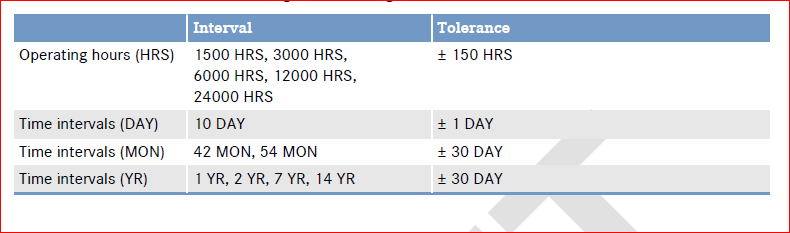 Interval Tolerance
Operating hours (HRS) 1500 HRS, 3000 HRS, ± 150 HRS
6000 HRS, 12000 HRS,
24000 HRS
Time intervals (DAY) 10 DAY ± 1 DAY
Time intervals (MON) 42 MON, 54 MON ± 30 DAY
Time intervals (YR) 1 YR, 2 YR, 7 YR, 14 YR ± 30 DAY